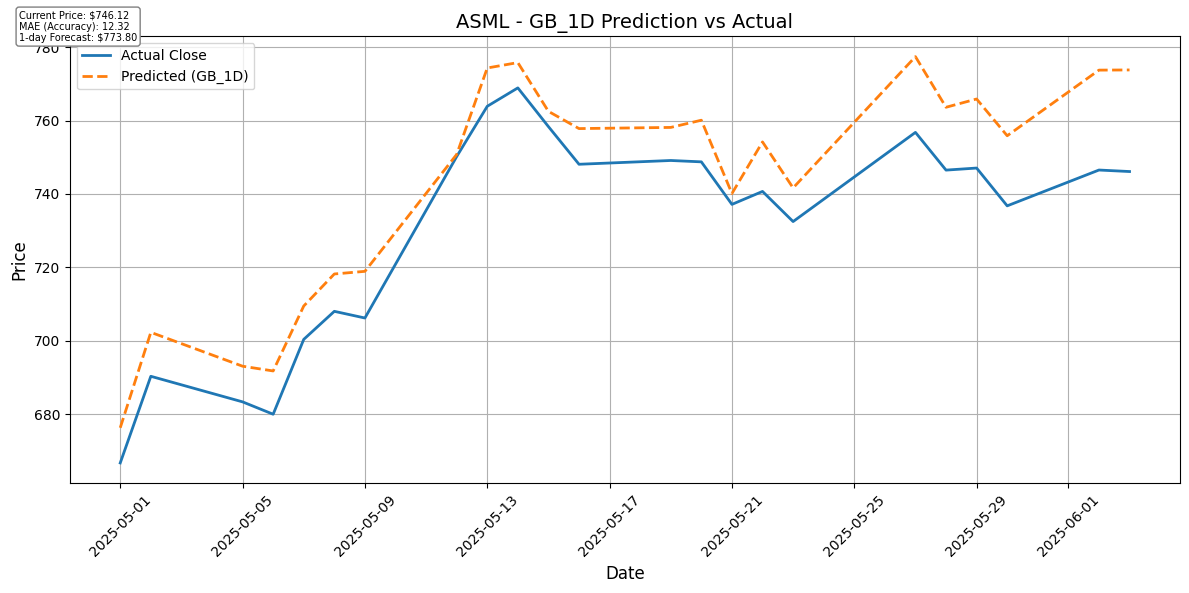 ASML - GB_1D Prediction vs Actual
Current Price: $746.12
MAE (Accuracy): 12.32
1-day Forecast: $773.80
Actual Close
Predicted (GB_1D)
Price
780
760
740
720
700
680
2025-05-01
2025-05-05
2025-05-09
2025-05-13
2025-05-17
2025-05-21
2025-05-25
2025-05-29
2025-06-01
Date